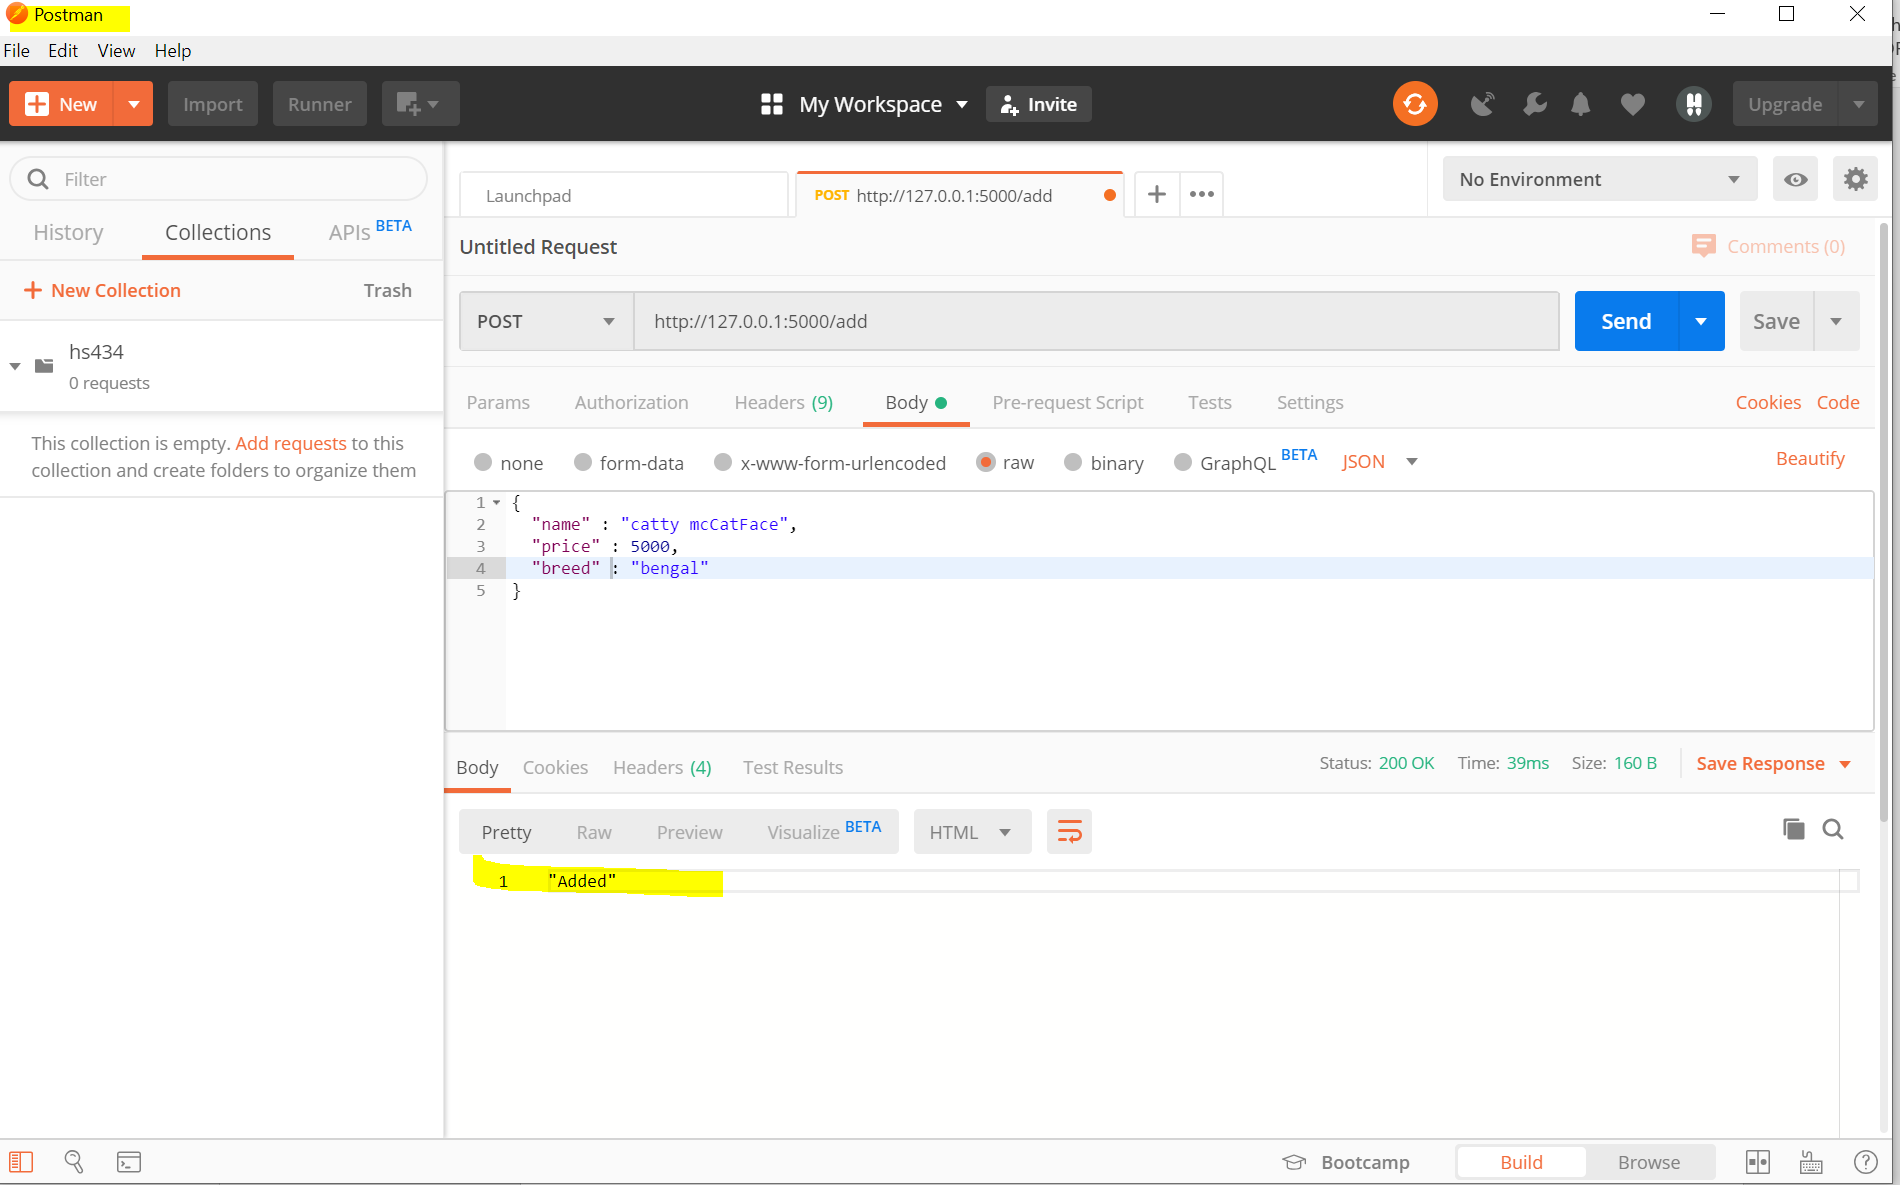 Postman
File Edit View Help
New Import Runner My Workspace Invite Upgrade
Filter
History Collections APIs BETA
New Collection Trash
hs434
0 requests
This collection is empty. Add requests to this
collection and create folders to organize them
Launchpad POST http://127.0.0.1:5000/add No Environment
Untitled Request Comments (0)
POST http://127.0.0.1:5000/add Send Save
Params Authorization Headers (9) Body Pre-request Script Tests Settings Cookies Code
none form-data x-www-form-urlencoded raw binary GraphQL BETA JSON Beautify
1 {
2 "name" : "catty mcCatFace",
3 "price" : 5000,
4 "breed" : "bengal"
5 }
Body Cookies Headers (4) Test Results Status: 200 OK Time: 39ms Size: 160 B Save Response
Pretty Raw Preview Visualize BETA HTML
1 "Added"
Bootcamp Build Browse